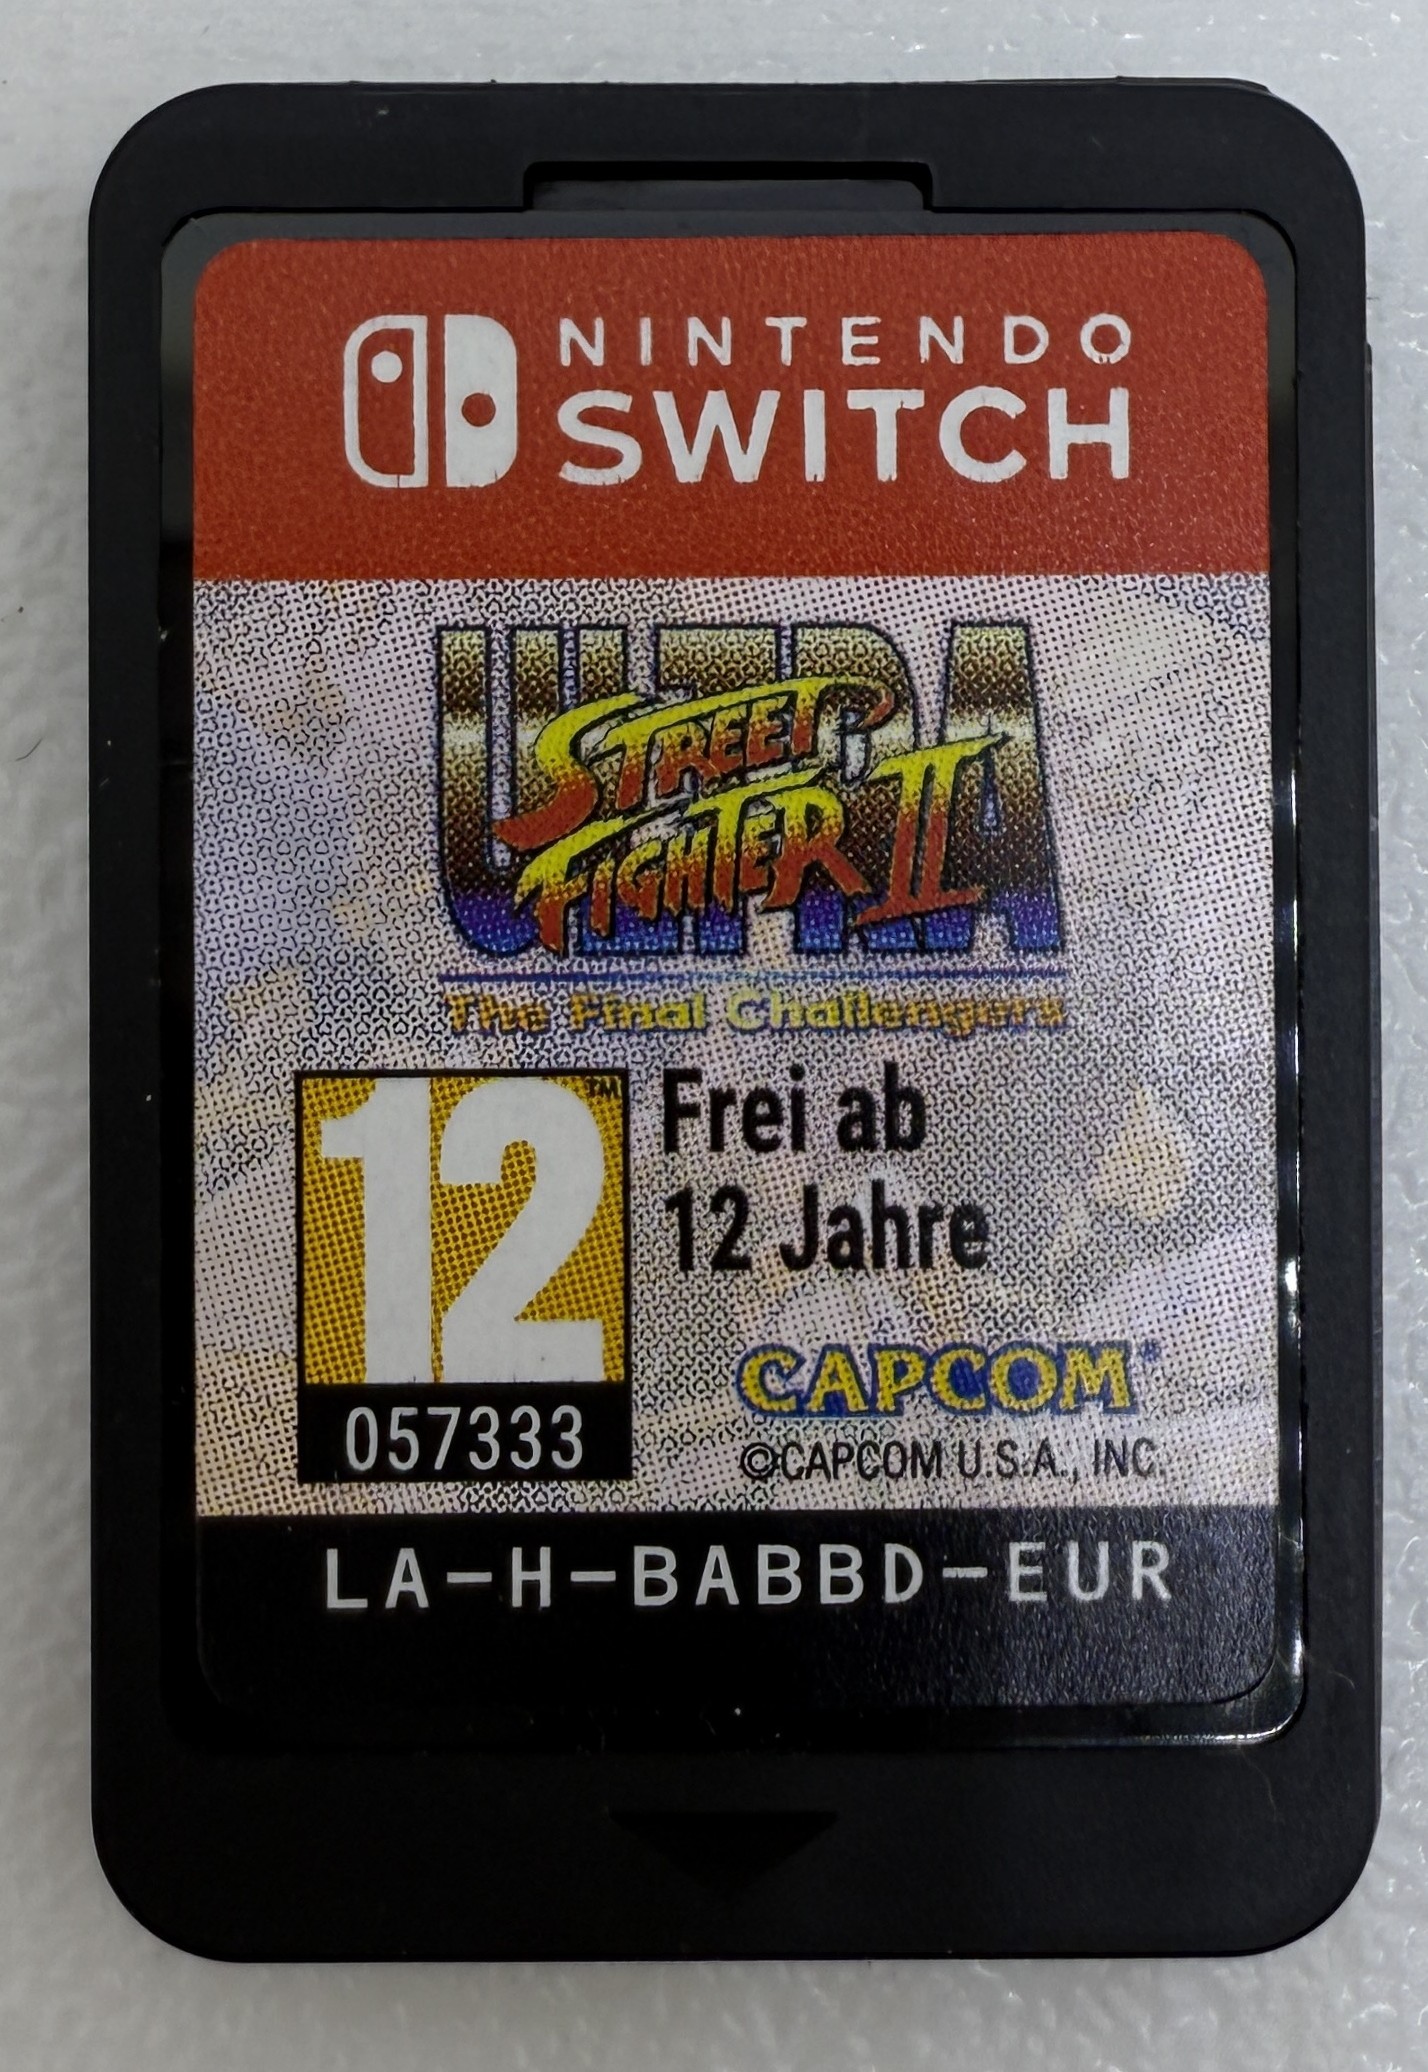 NINTENDO
SWITCH
ULTRA
STREET
FIGHTER II
The Final Challengers
12™
Frei ab
12 Jahre
057333
CAPCOM®
©CAPCOM U.S.A., INC.
LA-H-BABBD-EUR